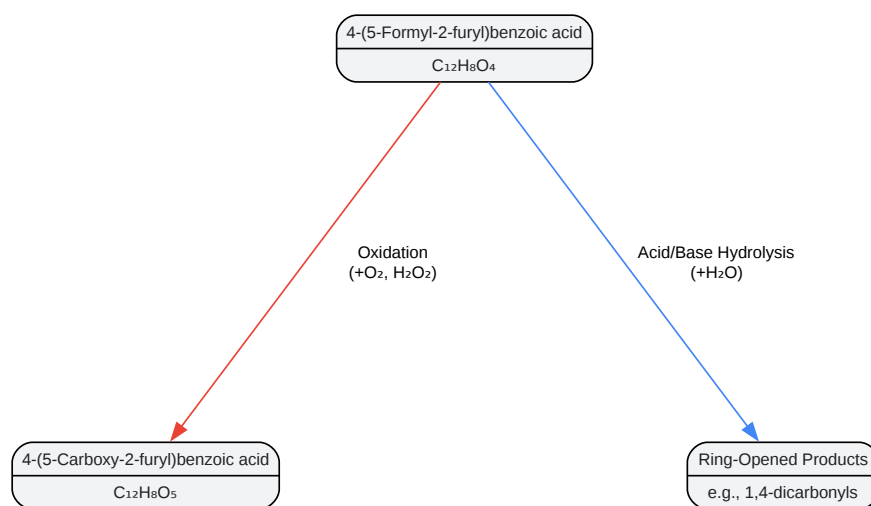 4-(5-Formyl-2-furyl)benzoic acid
C₁₂H₈O₄
Oxidation
(+O₂, H₂O₂)
Acid/Base Hydrolysis
(+H₂O)
4-(5-Carboxy-2-furyl)benzoic acid
C₁₂H₈O₅
Ring-Opened Products
e.g., 1,4-dicarbonyls